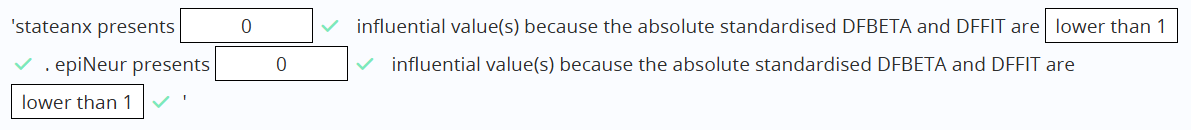 'stateanx presents 0 ✓ influential value(s) because the absolute standardised DFBETA and DFFIT are lower than 1
✓ . epiNeur presents 0 ✓ influential value(s) because the absolute standardised DFBETA and DFFIT are
lower than 1 ✓ '